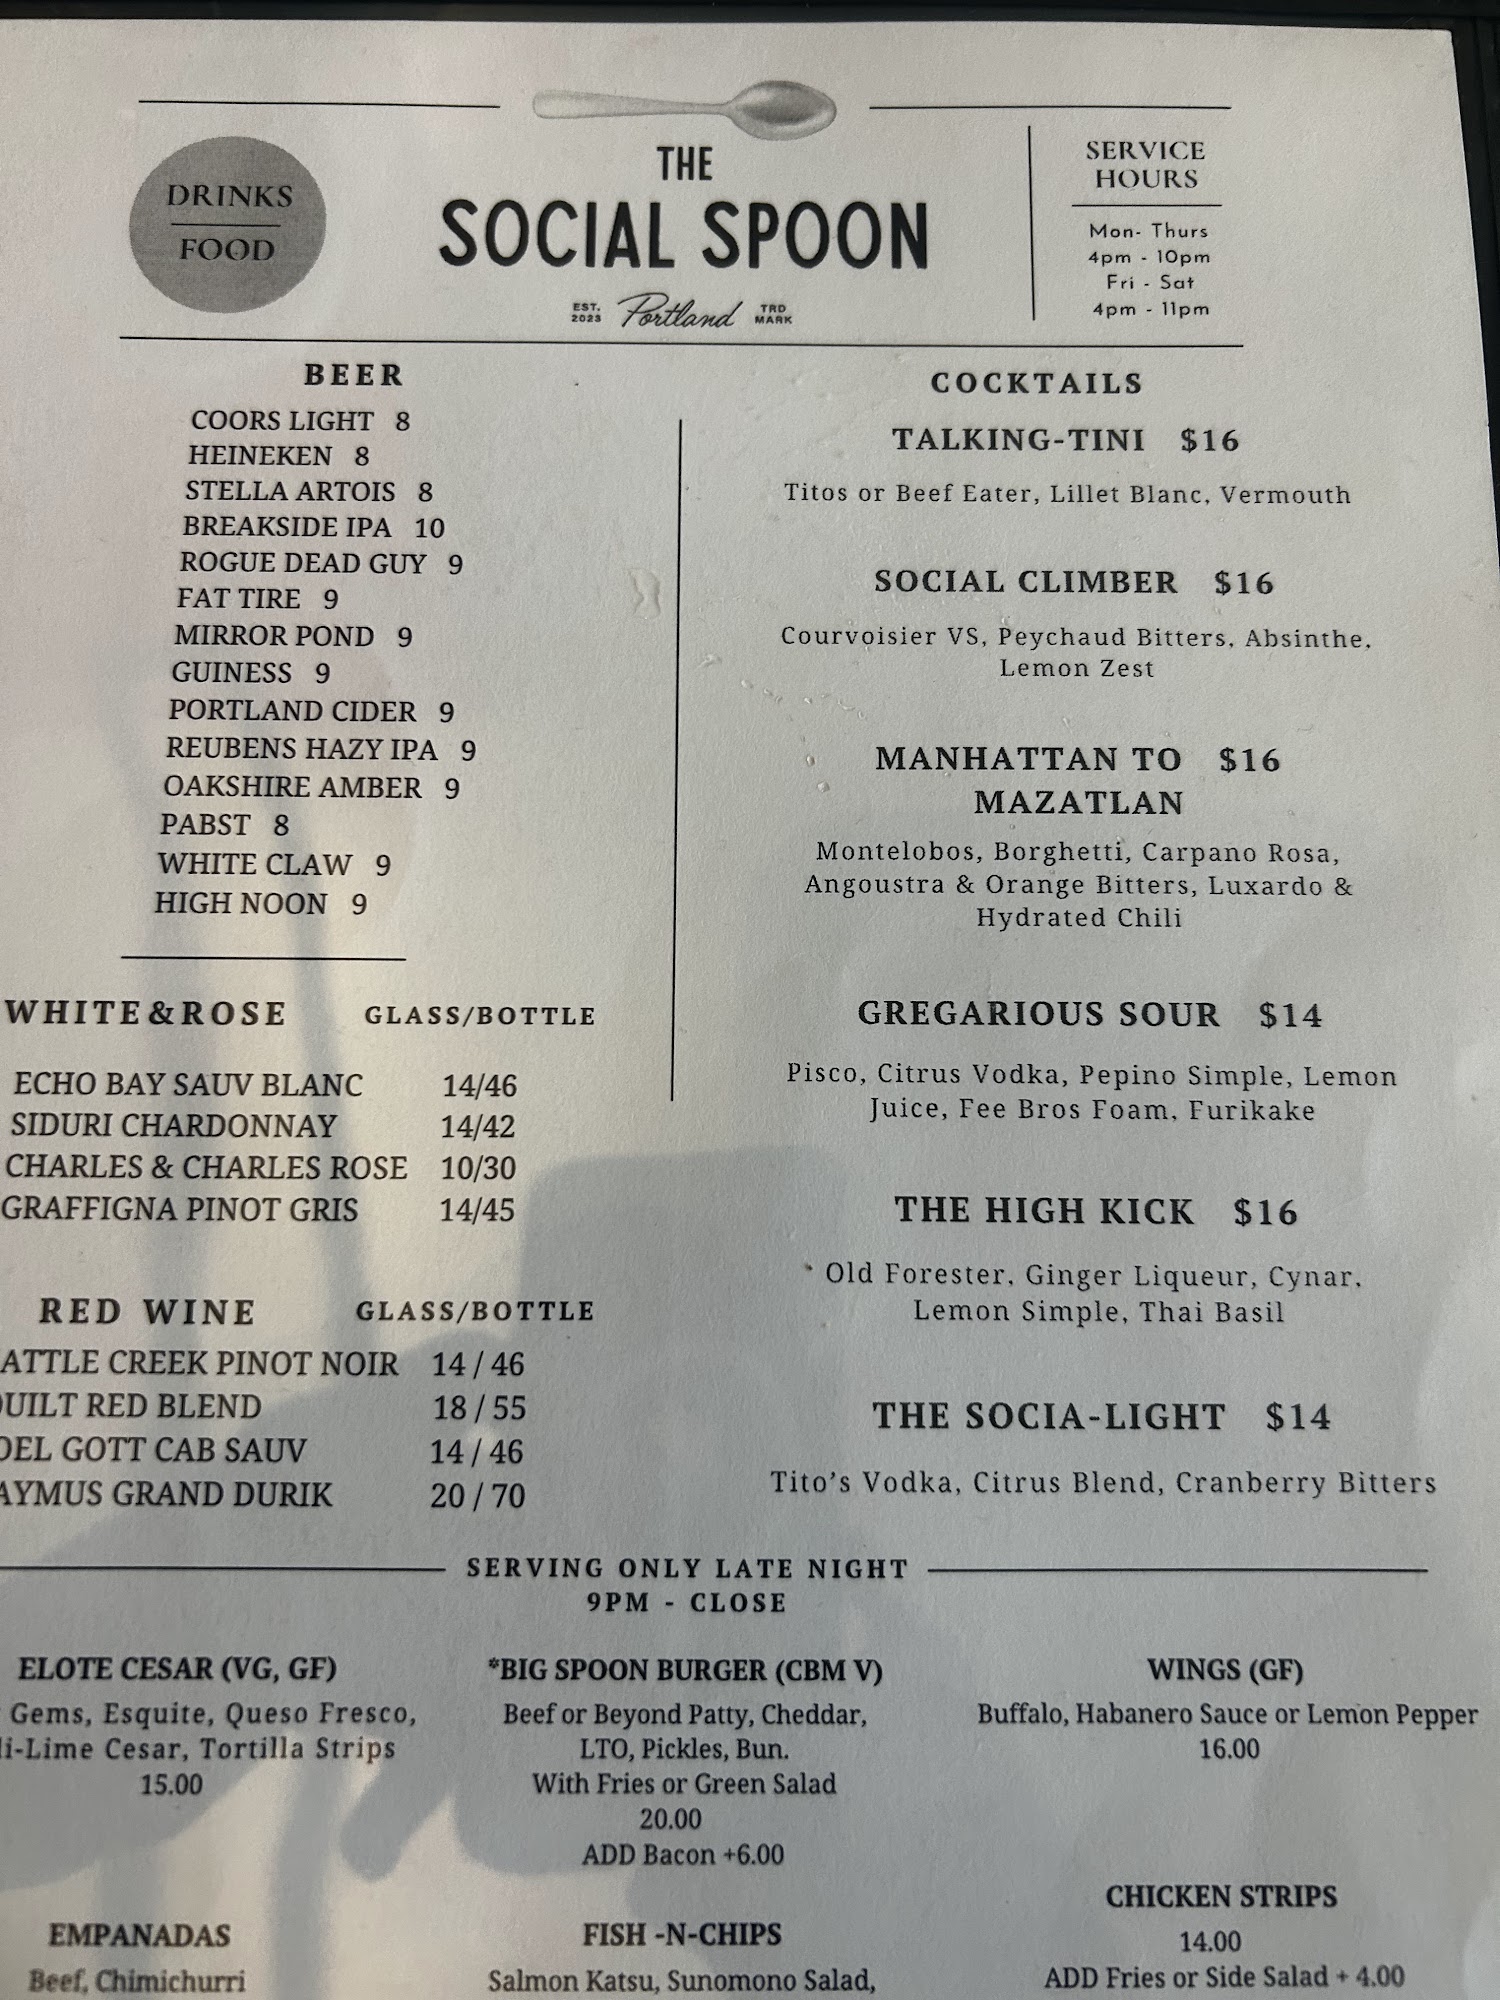 DRINKS
FOOD
THE
SOCIAL SPOON
EST. 2023 Portland TRD MARK
SERVICE
HOURS
Mon- Thurs
4pm - 10pm
Fri - Sat
4pm - 11pm
BEER
COORS LIGHT 8
HEINEKEN 8
STELLA ARTOIS 8
BREAKSIDE IPA 10
ROGUE DEAD GUY 9
FAT TIRE 9
MIRROR POND 9
GUINESS 9
PORTLAND CIDER 9
REUBENS HAZY IPA 9
OAKSHIRE AMBER 9
PABST 8
WHITE CLAW 9
HIGH NOON 9
WHITE&ROSE GLASS/BOTTLE
ECHO BAY SAUV BLANC 14/46
SIDURI CHARDONNAY 14/42
CHARLES & CHARLES ROSE 10/30
GRAFFIGNA PINOT GRIS 14/45
RED WINE GLASS/BOTTLE
ATTLE CREEK PINOT NOIR 14 / 46
UILT RED BLEND 18 / 55
OEL GOTT CAB SAUV 14 / 46
AYMUS GRAND DURIK 20 / 70
COCKTAILS
TALKING-TINI $16
Titos or Beef Eater, Lillet Blanc, Vermouth
SOCIAL CLIMBER $16
Courvoisier VS, Peychaud Bitters, Absinthe,
Lemon Zest
MANHATTAN TO $16
MAZATLAN
Montelobos, Borghetti, Carpano Rosa,
Angoustra & Orange Bitters, Luxardo &
Hydrated Chili
GREGARIOUS SOUR $14
Pisco, Citrus Vodka, Pepino Simple, Lemon
Juice, Fee Bros Foam, Furikake
THE HIGH KICK $16
Old Forester, Ginger Liqueur, Cynar,
Lemon Simple, Thai Basil
THE SOCIA-LIGHT $14
Tito's Vodka, Citrus Blend, Cranberry Bitters
SERVING ONLY LATE NIGHT
9PM - CLOSE
ELOTE CESAR (VG, GF)
Gems, Esquite, Queso Fresco,
li-Lime Cesar, Tortilla Strips
15.00
*BIG SPOON BURGER (CBM V)
Beef or Beyond Patty, Cheddar,
LTO, Pickles, Bun.
With Fries or Green Salad
20.00
ADD Bacon +6.00
WINGS (GF)
Buffalo, Habanero Sauce or Lemon Pepper
16.00
EMPANADAS
Beef, Chimichurri
FISH -N-CHIPS
Salmon Katsu, Sunomono Salad,
CHICKEN STRIPS
14.00
ADD Fries or Side Salad + 4.00